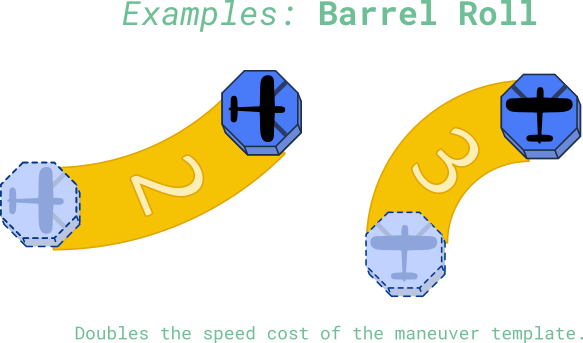 Examples: Barrel Roll
2
3
Doubles the speed cost of the maneuver template.